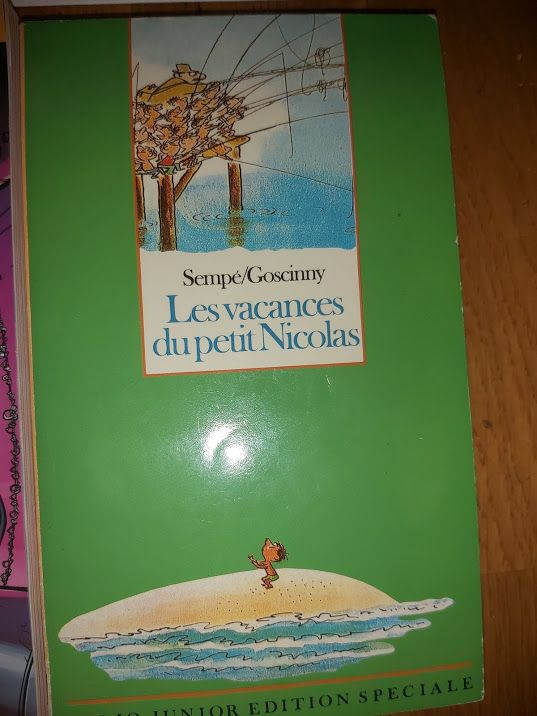 Sempé/Goscinny
Les vacances
du petit Nicolas
JUNIOR EDITION SPECIALE